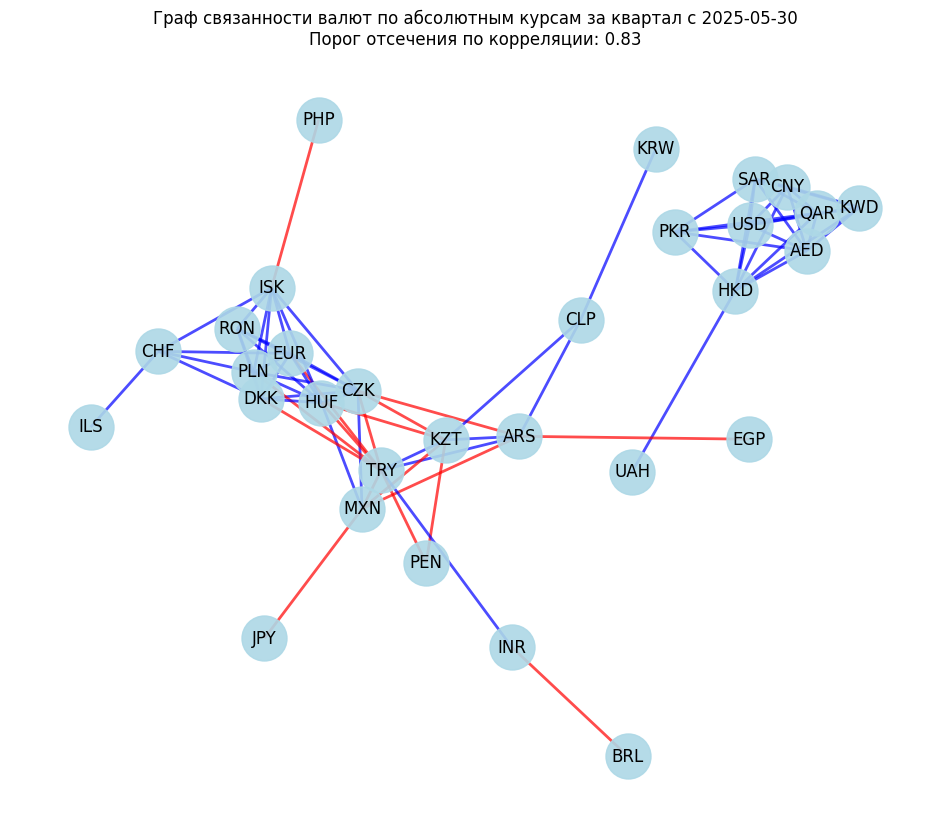 Граф связанности валют по абсолютным курсам за квартал с 2025-05-30
Порог отсечения по корреляции: 0.83
PHP
KRW
SAR
CNY
KWD
QAR
USD
PKR
AED
ISK
HKD
CLP
RON
CHF
EUR
PLN
CZK
DKK
HUF
ILS
ARS
KZT
EGP
TRY
UAH
MXN
PEN
JPY
INR
BRL